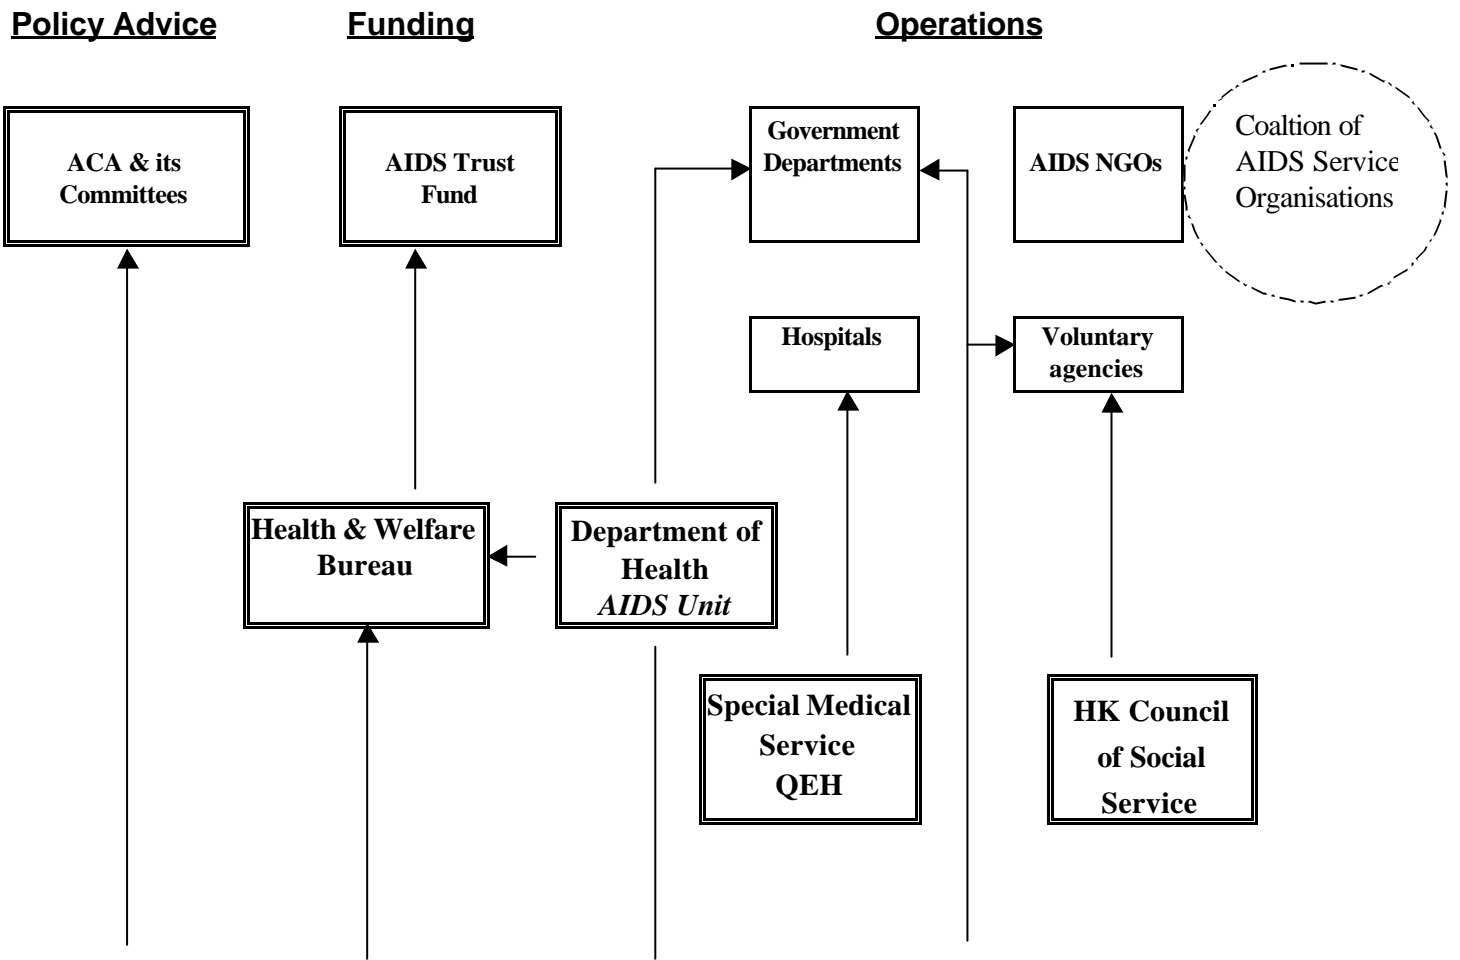 Policy Advice
Funding
Operations
ACA & its
Committees
AIDS Trust
Fund
Government
Departments
AIDS NGOs
Coaltion of
AIDS Service
Organisations
Hospitals
Voluntary
agencies
Health & Welfare
Bureau
Department of
Health
AIDS Unit
Special Medical
Service
QEH
HK Council
of Social
Service